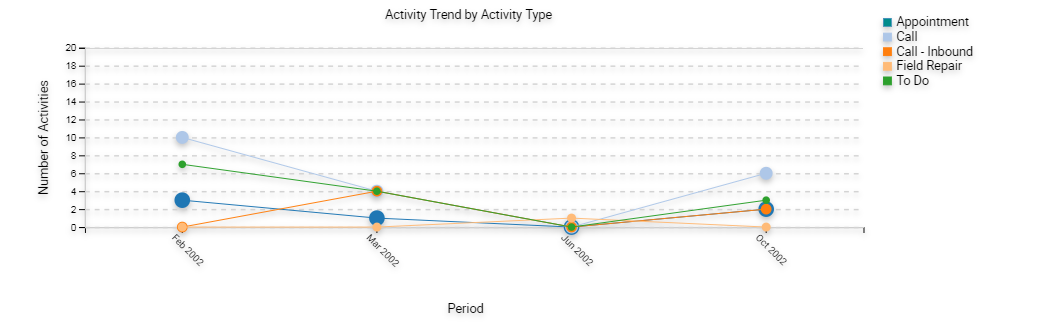 Activity Trend by Activity Type
Appointment
Call
Call - Inbound
Field Repair
To Do
Number of Activities
20
18
16
14
12
10
8
6
4
2
0
Feb 2002
Mar 2002
Jun 2002
Oct 2002
Period